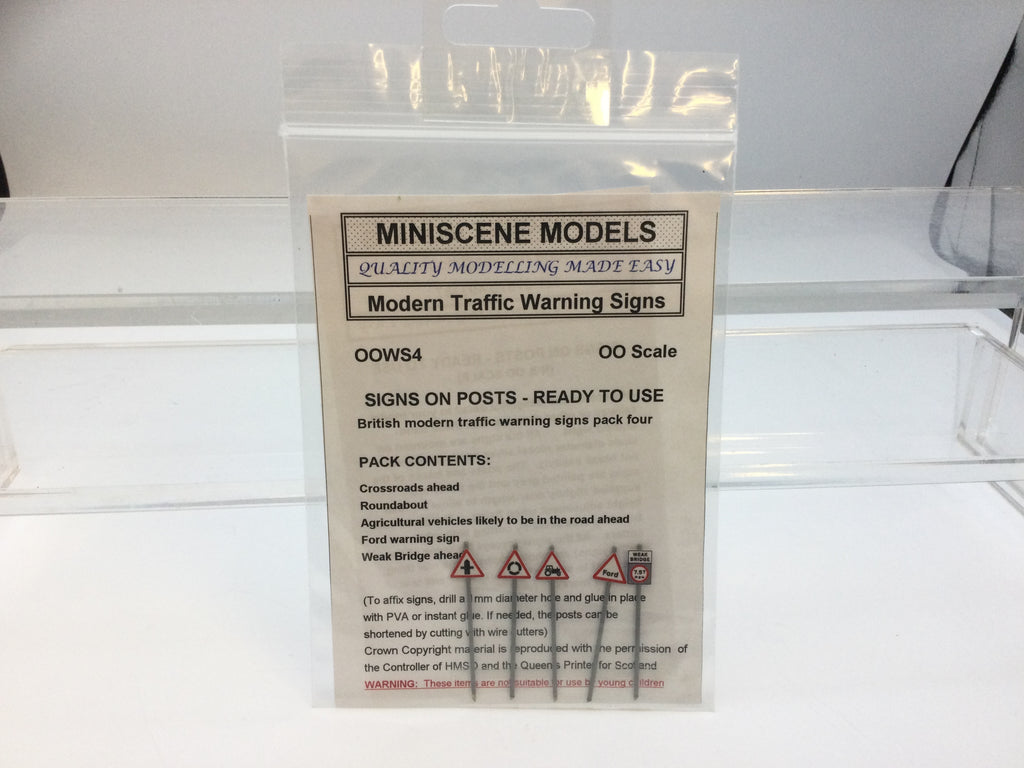 MINISCENE MODELS
QUALITY MODELLING MADE EASY
Modern Traffic Warning Signs
OOWS4 OO Scale
SIGNS ON POSTS - READY TO USE
British modern traffic warning signs pack four
PACK CONTENTS:
Crossroads ahead
Roundabout
Agricultural vehicles likely to be in the road ahead
Ford warning sign
Weak Bridge ahead
Ford
WEAK
BRIDGE
(To affix signs, drill a 1mm diameter hole and glue in place
with PVA or instant glue. If needed, the posts can be
shortened by cutting with wire cutters)
Crown Copyright material is reproduced with the permission of
the Controller of HMSO and the Queen's Printer for Scotland
WARNING: These items are not suitable for use by young children